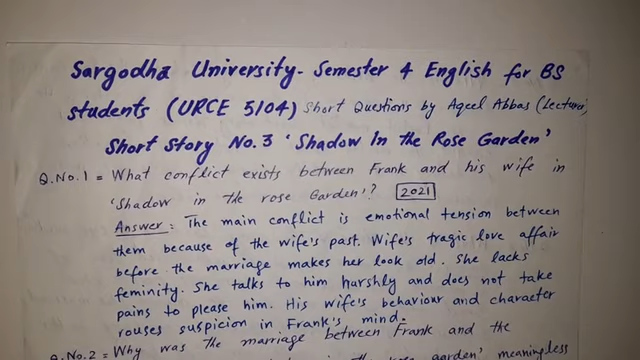 Sargodha University- Semester 4 English for BS
students (URCE 5104) Short Questions by Aqeel Abbas (Lecturer)
Short Story No.3 'Shadow In the Rose Garden'
Q.No.1 = What conflict exists between Frank and his wife in
'Shadow in the rose Garden'? 2021
Answer: The main conflict is emotional tension between
them because of the wife's past. Wife's tragic love affair
before the marriage makes her look old. She lacks
feminity. She talks to him harshly and does not take
pains to please him. His wife's behaviour and character
rouses suspicion in Frank's mind.
Q.No.2 = Why was the marriage between Frank and the
rose garden' meaningless